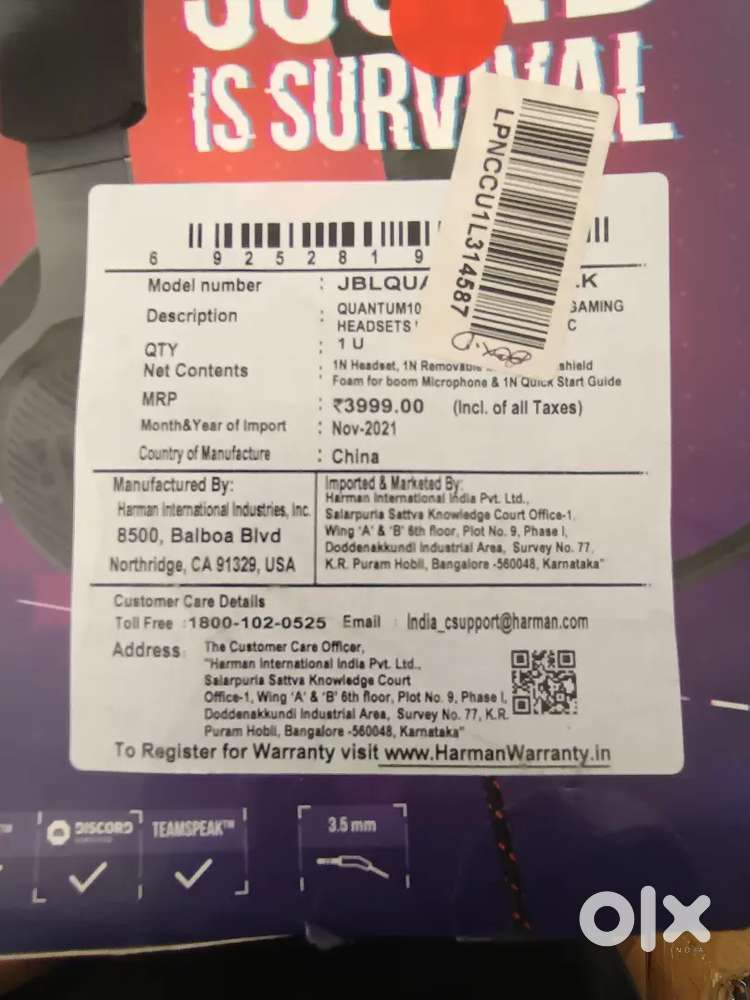 SOUND
IS SURVIVAL
LPNCCU1L314587
6 925281 9
Model number : JBLQUA .K
Description : QUANTUM10 GAMING
HEADSETS C
QTY : 1 U
Net Contents : 1N Headset, 1N Removable shield
Foam for boom Microphone & 1N Quick Start Guide
MRP : ₹3999.00 (Incl. of all Taxes)
Month&Year of Import : Nov-2021
Country of Manufacture : China
Manufactured By:
Harman International Industries, Inc.
8500, Balboa Blvd
Northridge, CA 91329, USA
Imported & Marketed By:
Harman International India Pvt. Ltd.,
Salarpuria Sattva Knowledge Court Office-1,
Wing 'A' & 'B' 6th floor, Plot No. 9, Phase I,
Doddenakkundi Industrial Area, Survey No. 77,
K.R. Puram Hobli, Bangalore -560048, Karnataka"
Customer Care Details
Toll Free :1800-102-0525 Email : India_csupport@harman.com
Address: The Customer Care Officer,
"Harman International India Pvt. Ltd.,
Salarpuria Sattva Knowledge Court
Office-1, Wing 'A' & 'B' 6th floor, Plot No. 9, Phase I,
Doddenakkundi Industrial Area, Survey No. 77, K.R.
Puram Hobli, Bangalore -560048, Karnataka"
To Register for Warranty visit www.HarmanWarranty.in
DISCORD
TEAMSPEAK™
3.5 mm
olx
INDIA